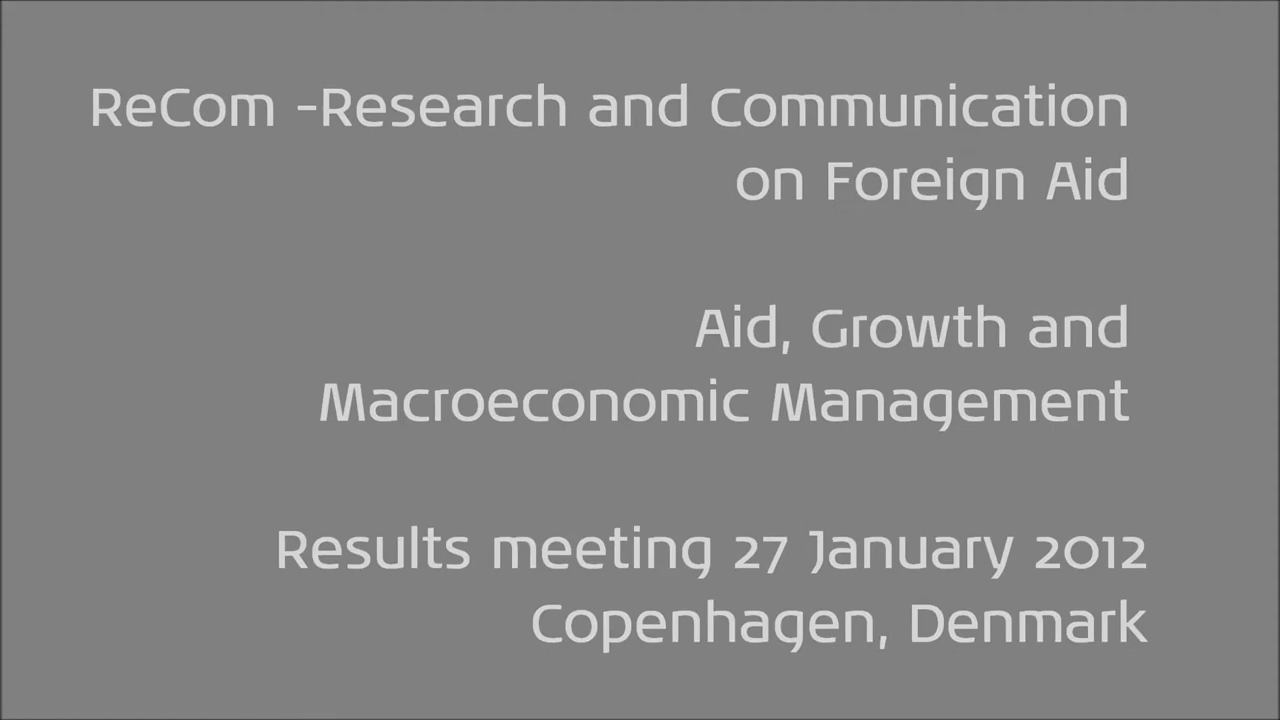 ReCom -Research and Communication
on Foreign Aid
Aid, Growth and
Macroeconomic Management
Results meeting 27 January 2012
Copenhagen, Denmark